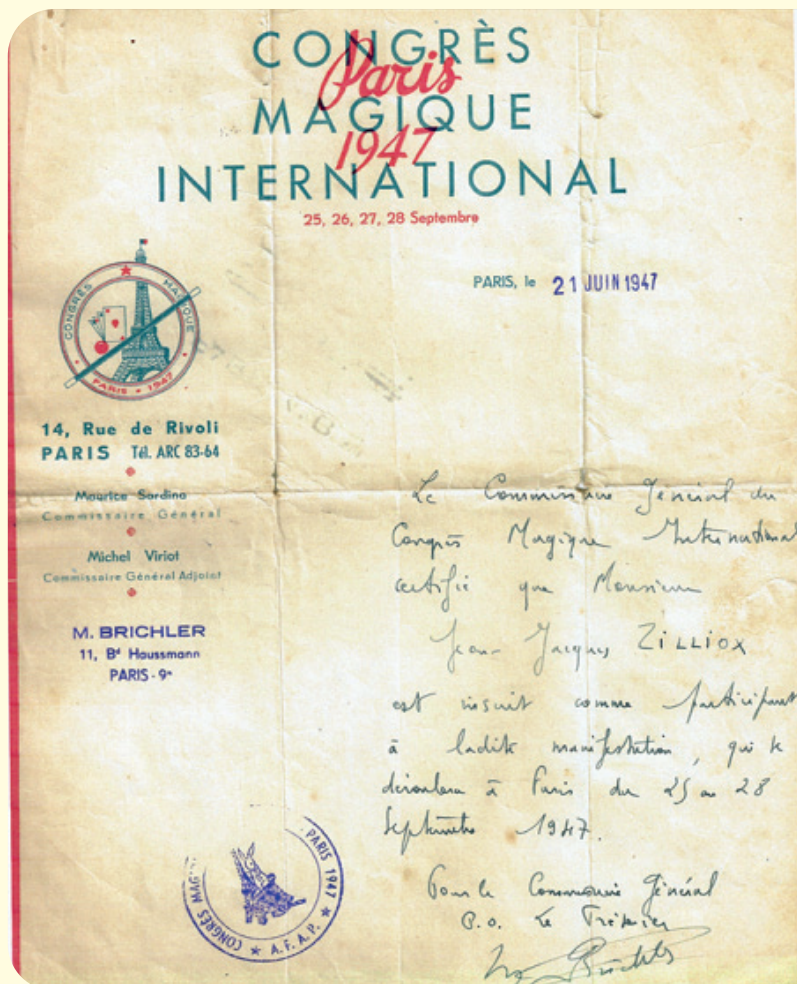 CONGRÈS
Paris
MAGIQUE
1947
INTERNATIONAL
25, 26, 27, 28 Septembre
PARIS, le 21 JUIN 1947
CONGRÈS MAGIQUE
PARIS • 1947
14, Rue de Rivoli
PARIS Tél. ARC 83-64
Maurice Sardina
Commissaire Général
Michel Viriot
Commissaire Général Adjoint
M. BRICHLER
11, Bd Haussmann
PARIS - 9e
Le Commissaire Général du
Congrès Magique International
certifie que Monsieur
Jean-Jacques ZILLIOX
est inscrit comme participant
à ladite manifestation, qui se
déroulera à Paris du 25 au 28
Septembre 1947.
Pour le Commissaire Général
P.O. Le Trésorier
Brichler
CONGRÈS MAG PARIS 1947 ★ A.F.A.P. ★